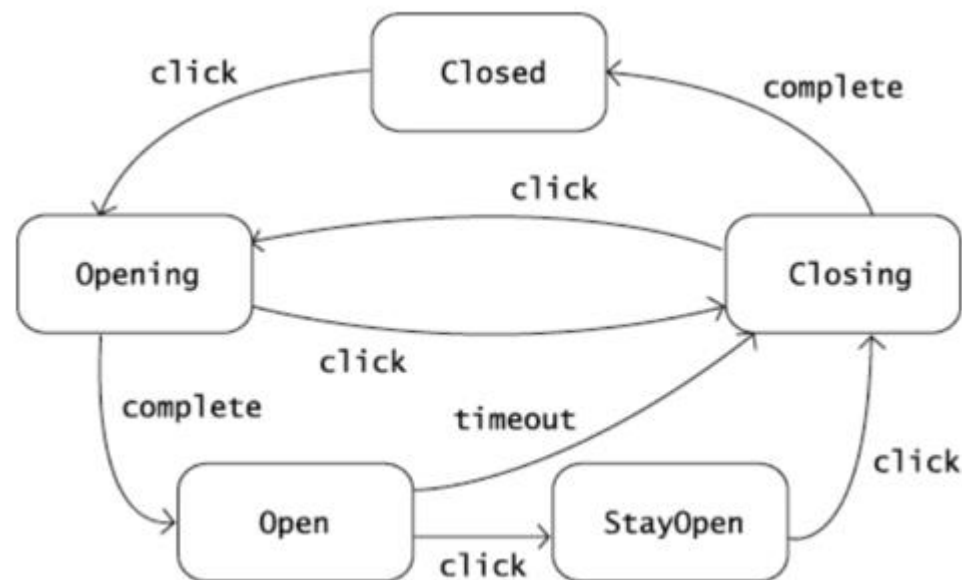 Closed
click
complete
click
Opening
Closing
click
complete
timeout
click
Open
StayOpen
click